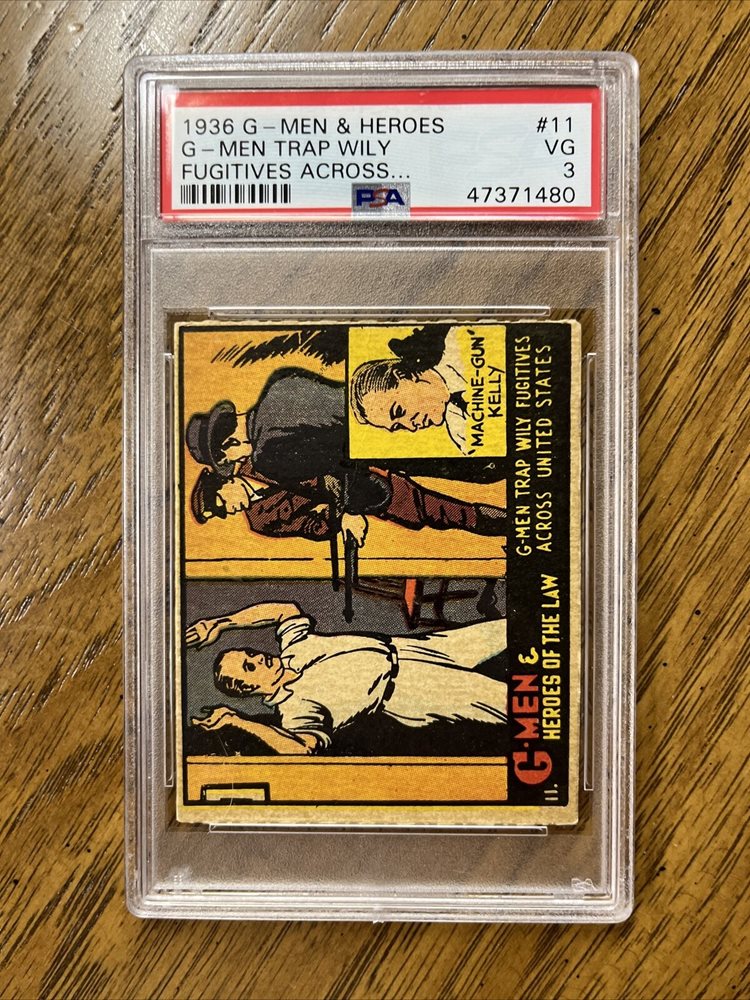 1936 G-MEN & HEROES #11
G-MEN TRAP WILY VG
FUGITIVES ACROSS... 3
PSA 47371480
"MACHINE-GUN"
KELLY
11. G-MEN &
HEROES OF THE LAW
G-MEN TRAP WILY FUGITIVES
ACROSS UNITED STATES